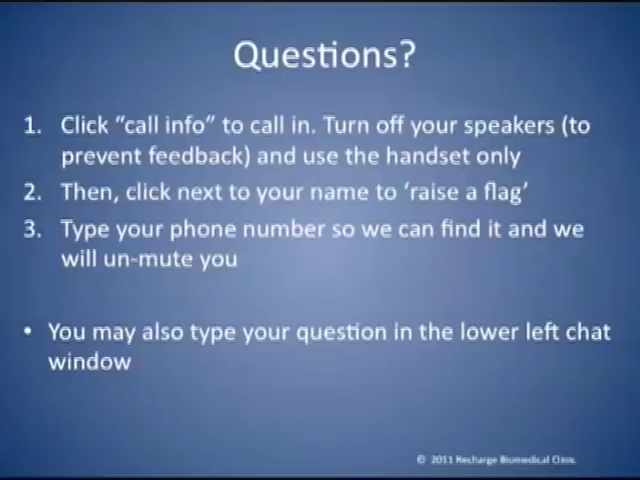 Questions?
1. Click “call info” to call in. Turn off your speakers (to
prevent feedback) and use the handset only
2. Then, click next to your name to ‘raise a flag’
3. Type your phone number so we can find it and we
will un-mute you
• You may also type your question in the lower left chat
window
© 2011 Recharge Biomedical Clinic.